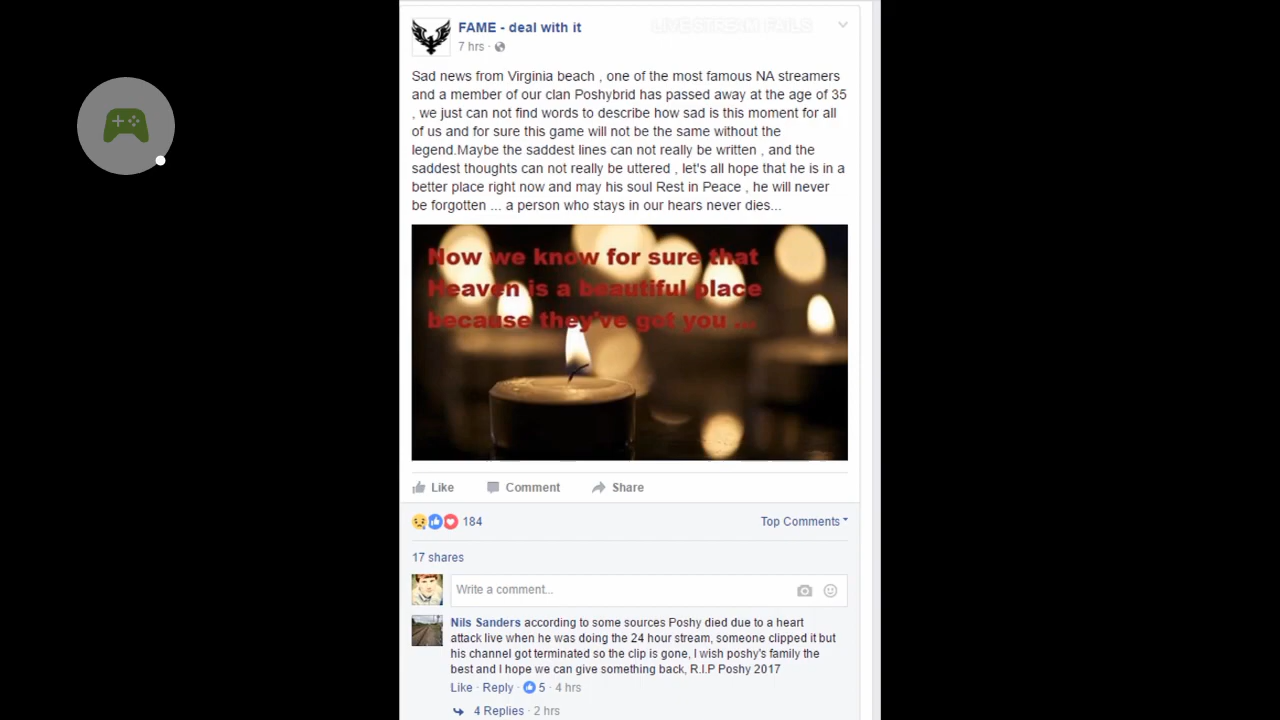 FAME - deal with it
LIVESTREAM FAILS
7 hrs ·
Sad news from Virginia beach , one of the most famous NA streamers
and a member of our clan Poshybrid has passed away at the age of 35
, we just can not find words to describe how sad is this moment for all
of us and for sure this game will not be the same without the
legend.Maybe the saddest lines can not really be written , and the
saddest thoughts can not really be uttered , let's all hope that he is in a
better place right now and may his soul Rest in Peace , he will never
be forgotten ... a person who stays in our hears never dies...
Now we know for sure that
Heaven is a beautiful place
because they've got you ...
Like Comment Share
184 Top Comments
17 shares
Write a comment...
Nils Sanders according to some sources Poshy died due to a heart
attack live when he was doing the 24 hour stream, someone clipped it but
his channel got terminated so the clip is gone, I wish poshy's family the
best and I hope we can give something back, R.I.P Poshy 2017
Like · Reply · 5 · 4 hrs
4 Replies · 2 hrs